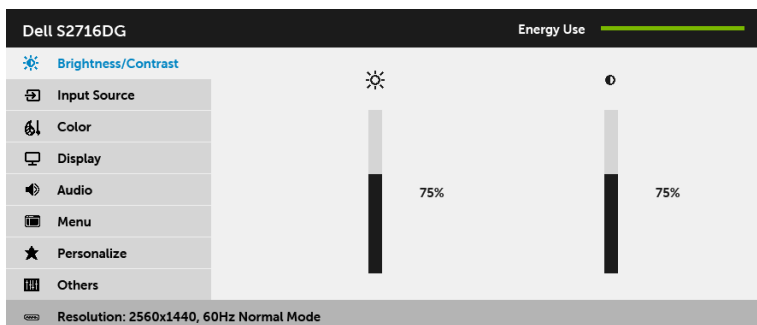 Dell S2716DG
Energy Use
Brightness/Contrast
Input Source
Color
Display
Audio
75%
75%
Menu
Personalize
Others
Resolution: 2560x1440, 60Hz Normal Mode